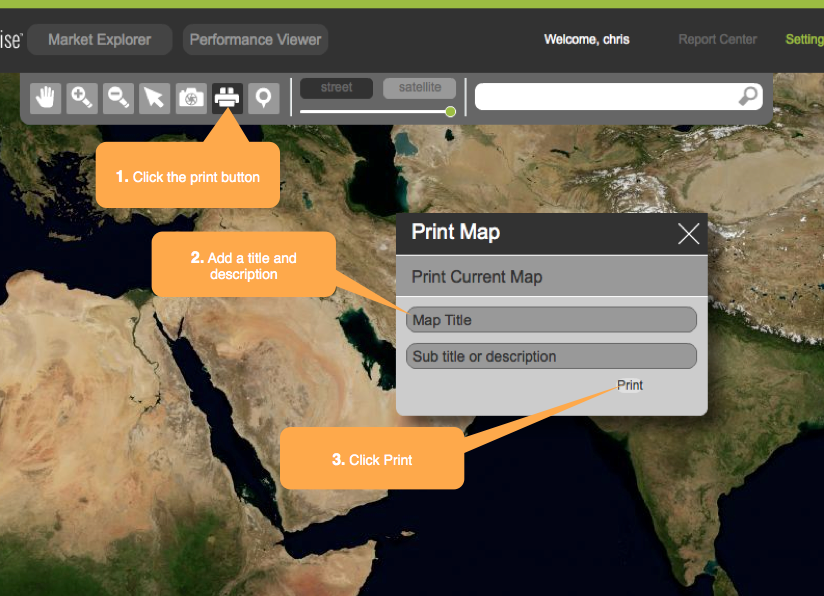 ise
Market Explorer
Performance Viewer
Welcome, chris
Report Center
Setting
street
satellite
1. Click the print button
2. Add a title and
description
Print Map
Print Current Map
Map Title
Sub title or description
Print
3. Click Print